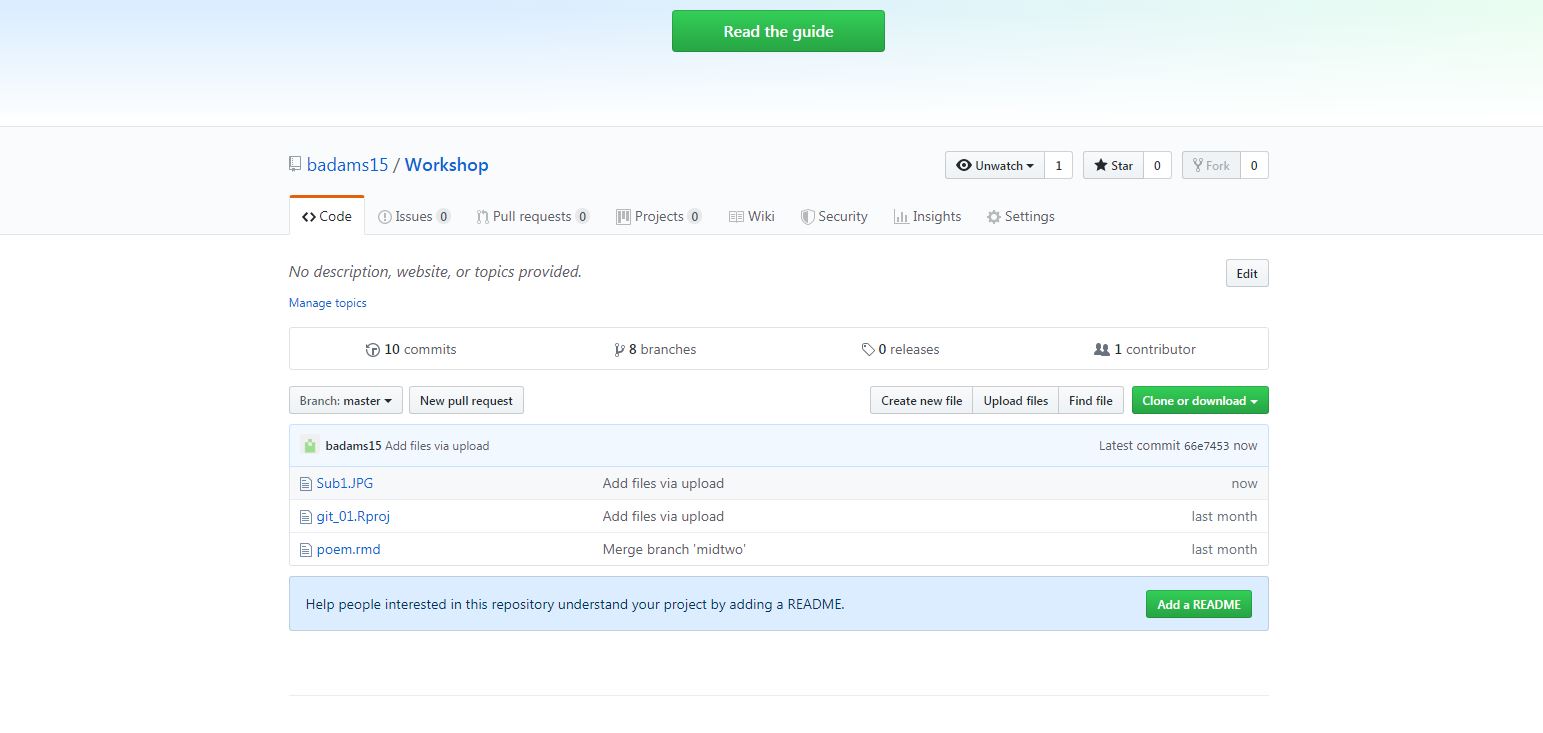 Read the guide
badams15 / Workshop
Unwatch 1 Star 0 Fork 0
Code Issues 0 Pull requests 0 Projects 0 Wiki Security Insights Settings
No description, website, or topics provided.
Edit
Manage topics
10 commits 8 branches 0 releases 1 contributor
Branch: master New pull request Create new file Upload files Find file Clone or download
badams15 Add files via upload Latest commit 66e7453 now
Sub1.JPG Add files via upload now
git_01.Rproj Add files via upload last month
poem.rmd Merge branch 'midtwo' last month
Help people interested in this repository understand your project by adding a README. Add a README